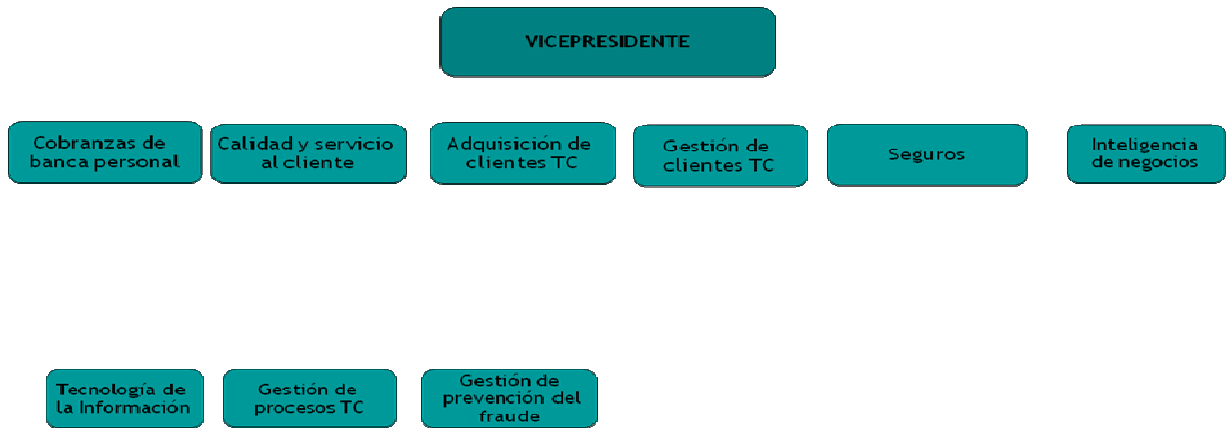 VICEPRESIDENTE
Cobranzas de
banca personal
Calidad y servicio
al cliente
Adquisición de
clientes TC
Gestión de
clientes TC
Seguros
Inteligencia
de negocios
Tecnología de
la Información
Gestión de
procesos TC
Gestión de
prevención del
fraude